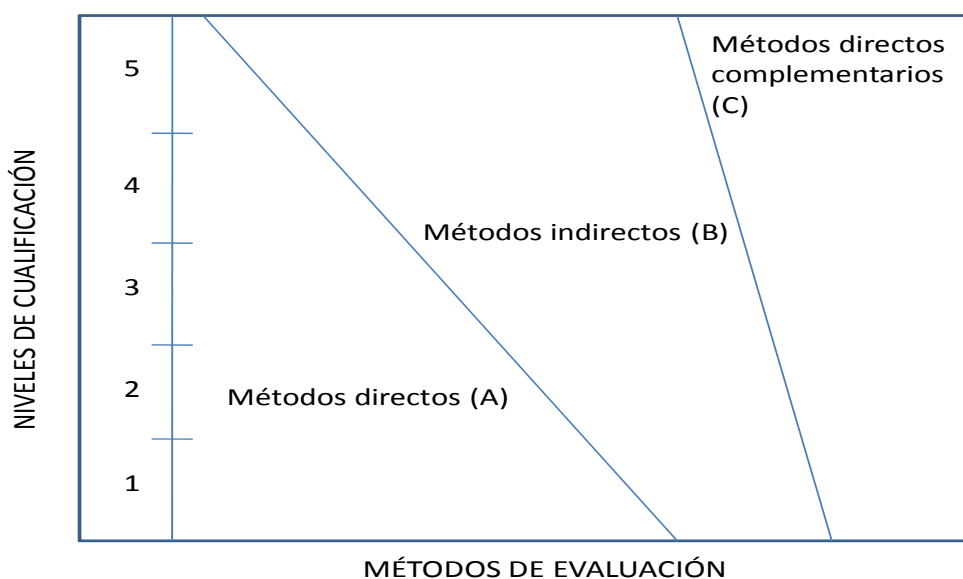 NIVELES DE CUALIFICACIÓN
5
4
3
2
1
Métodos directos
complementarios
(C)
Métodos indirectos (B)
Métodos directos (A)
MÉTODOS DE EVALUACIÓN